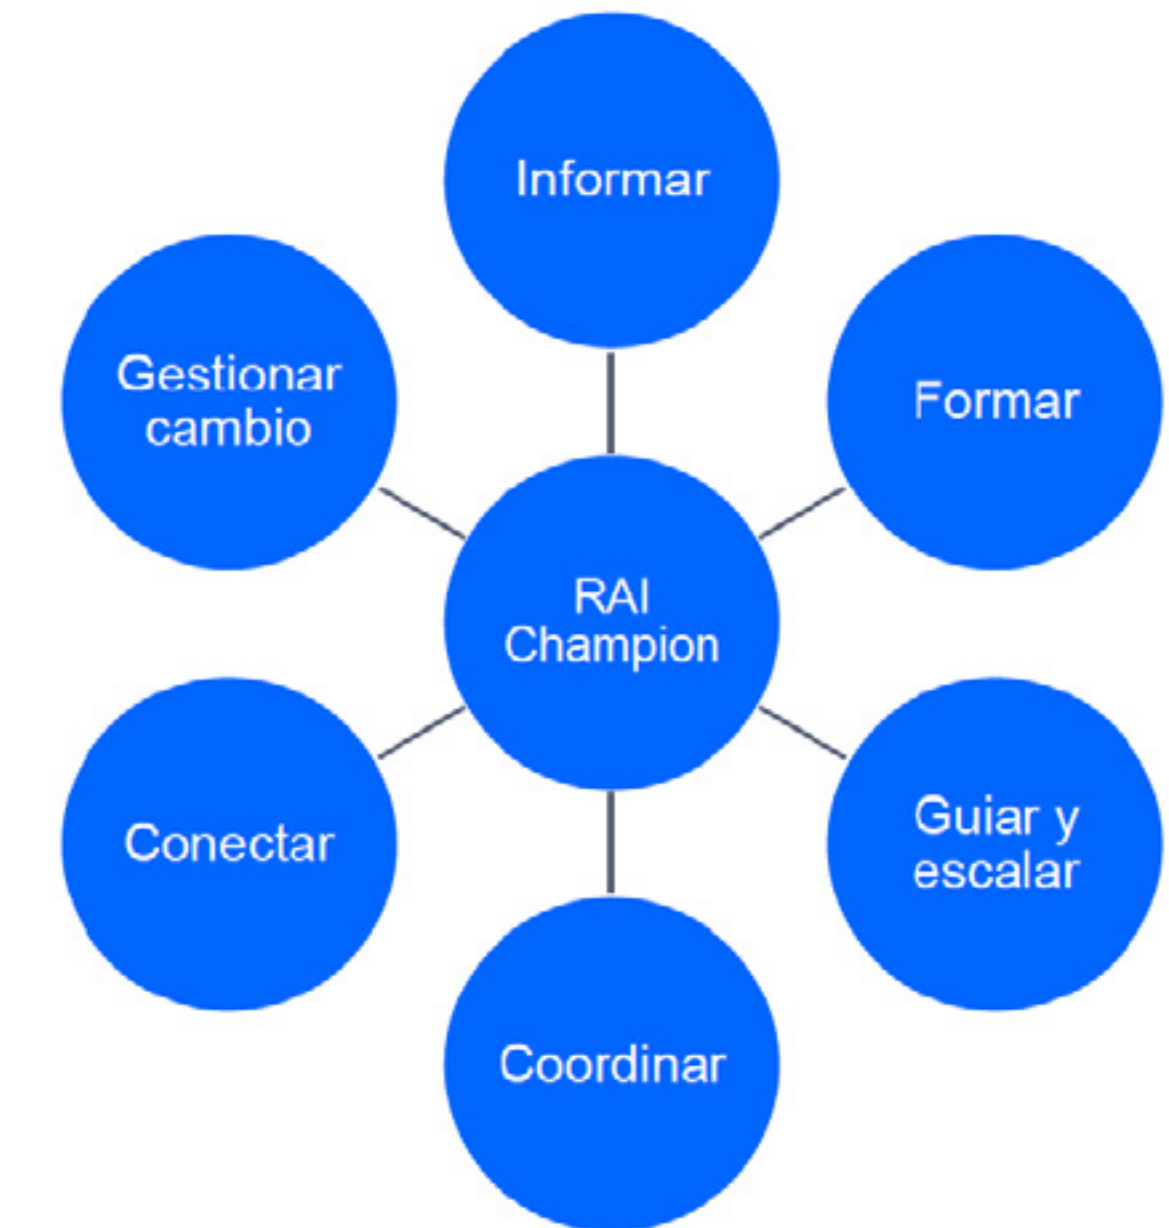 Informar
Gestionar
cambio
Formar
RAI
Champion
Conectar
Guiar y
escalar
Coordinar